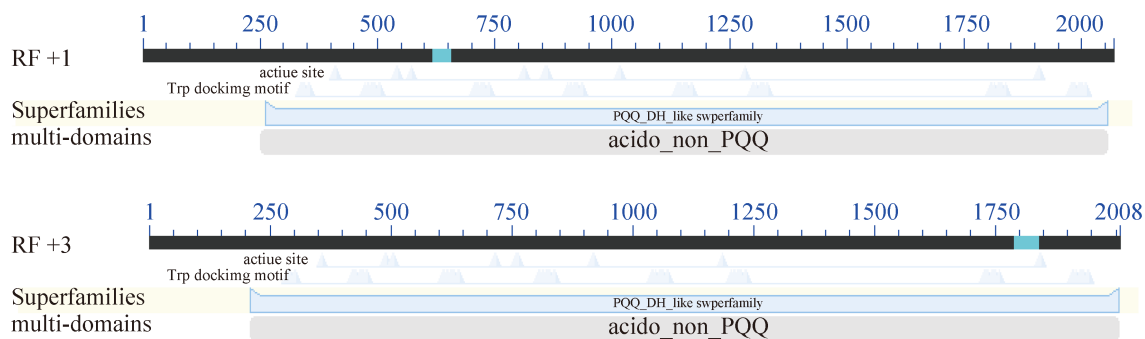 1 250 500 750 1000 1250 1500 1750 2000
RF +1
actiue site
Trp dockimg motif
Superfamilies
PQQ_DH_like swperfamily
multi-domains
acido_non_PQQ
1 250 500 750 1000 1250 1500 1750 2008
RF +3
actiue site
Trp dockimg motif
Superfamilies
PQQ_DH_like swperfamily
multi-domains
acido_non_PQQ